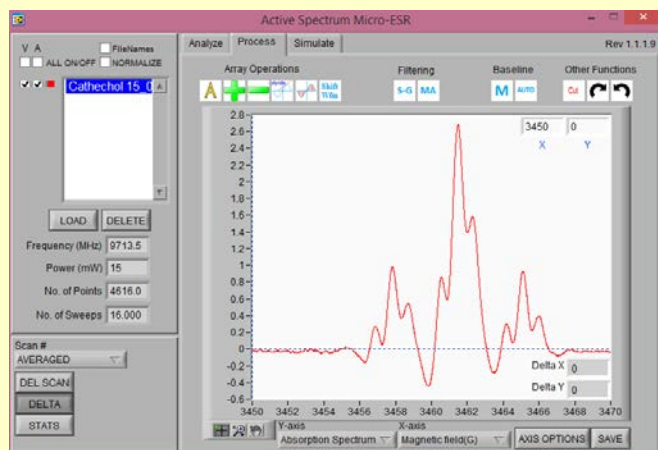 Active Spectrum Micro-ESR
V A
FileNames
ALL ON/OFF
NORMALIZE
Cathechol 15_0
LOAD
DELETE
Frequency (MHz) 9713.5
Power (mW) 15
No. of Points 4616.0
No. of Sweeps 16.000
Scan #
AVERAGED
DEL SCAN
DELTA
STATS
Analyze
Process
Simulate
Rev 1.1.1.9
Array Operations
Filtering
Baseline
Other Functions
A
S-G
MA
M
AUTO
Cut
2.8
2.6
2.4
2.2
2
1.8
1.6
1.4
1.2
1
0.8
0.6
0.4
0.2
0
-0.2
-0.4
-0.6
3450 0
X Y
Delta X 0
Delta Y 0
3450 3452 3454 3456 3458 3460 3462 3464 3466 3468 3470
Y-axis
Absorption Spectrum
X-axis
Magnetic field(G)
AXIS OPTIONS
SAVE